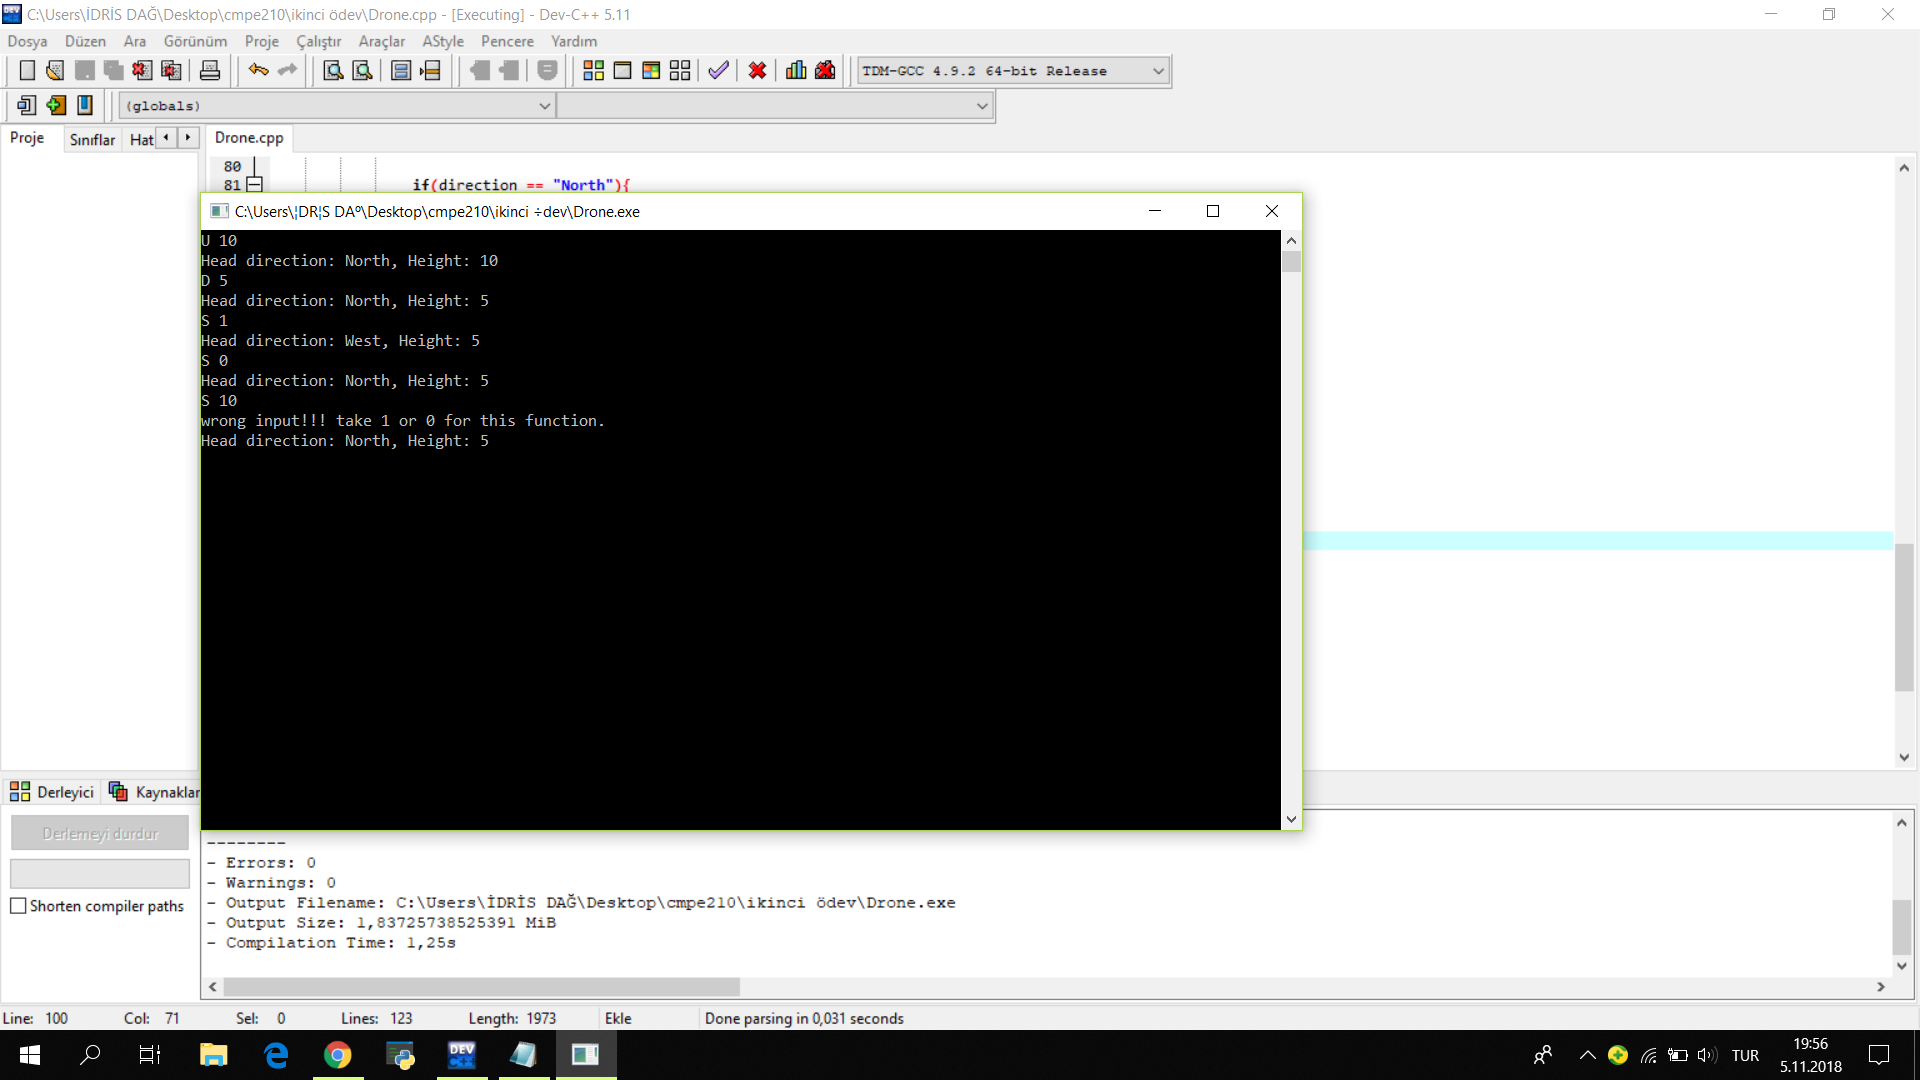 C:\Users\İDRİS DAĞ\Desktop\cmpe210\ikinci ödev\Drone.cpp - [Executing] - Dev-C++ 5.11
Dosya Düzen Ara Görünüm Proje Çalıştır Araçlar AStyle Pencere Yardım
TDM-GCC 4.9.2 64-bit Release
(globals)
Proje Sınıflar Hat Drone.cpp
80
81 if(direction == "North"){
C:\Users\¦DR¦S DAº\Desktop\cmpe210\ikinci ÷dev\Drone.exe
U 10
Head direction: North, Height: 10
D 5
Head direction: North, Height: 5
S 1
Head direction: West, Height: 5
S 0
Head direction: North, Height: 5
S 10
wrong input!!! take 1 or 0 for this function.
Head direction: North, Height: 5
Derleyici Kaynaklar
Derlemeyi durdur
Shorten compiler paths
--------
- Errors: 0
- Warnings: 0
- Output Filename: C:\Users\İDRİS DAĞ\Desktop\cmpe210\ikinci ödev\Drone.exe
- Output Size: 1,83725738525391 MiB
- Compilation Time: 1,25s
Line: 100 Col: 71 Sel: 0 Lines: 123 Length: 1973 Ekle Done parsing in 0,031 seconds
DEV C++
TUR
19:56
5.11.2018